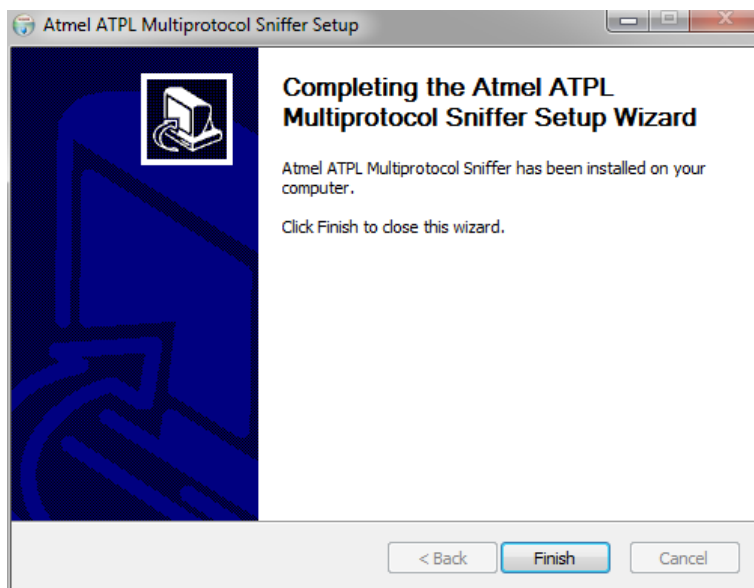 Atmel ATPL Multiprotocol Sniffer Setup
Completing the Atmel ATPL
Multiprotocol Sniffer Setup Wizard
Atmel ATPL Multiprotocol Sniffer has been installed on your
computer.
Click Finish to close this wizard.
< Back Finish Cancel